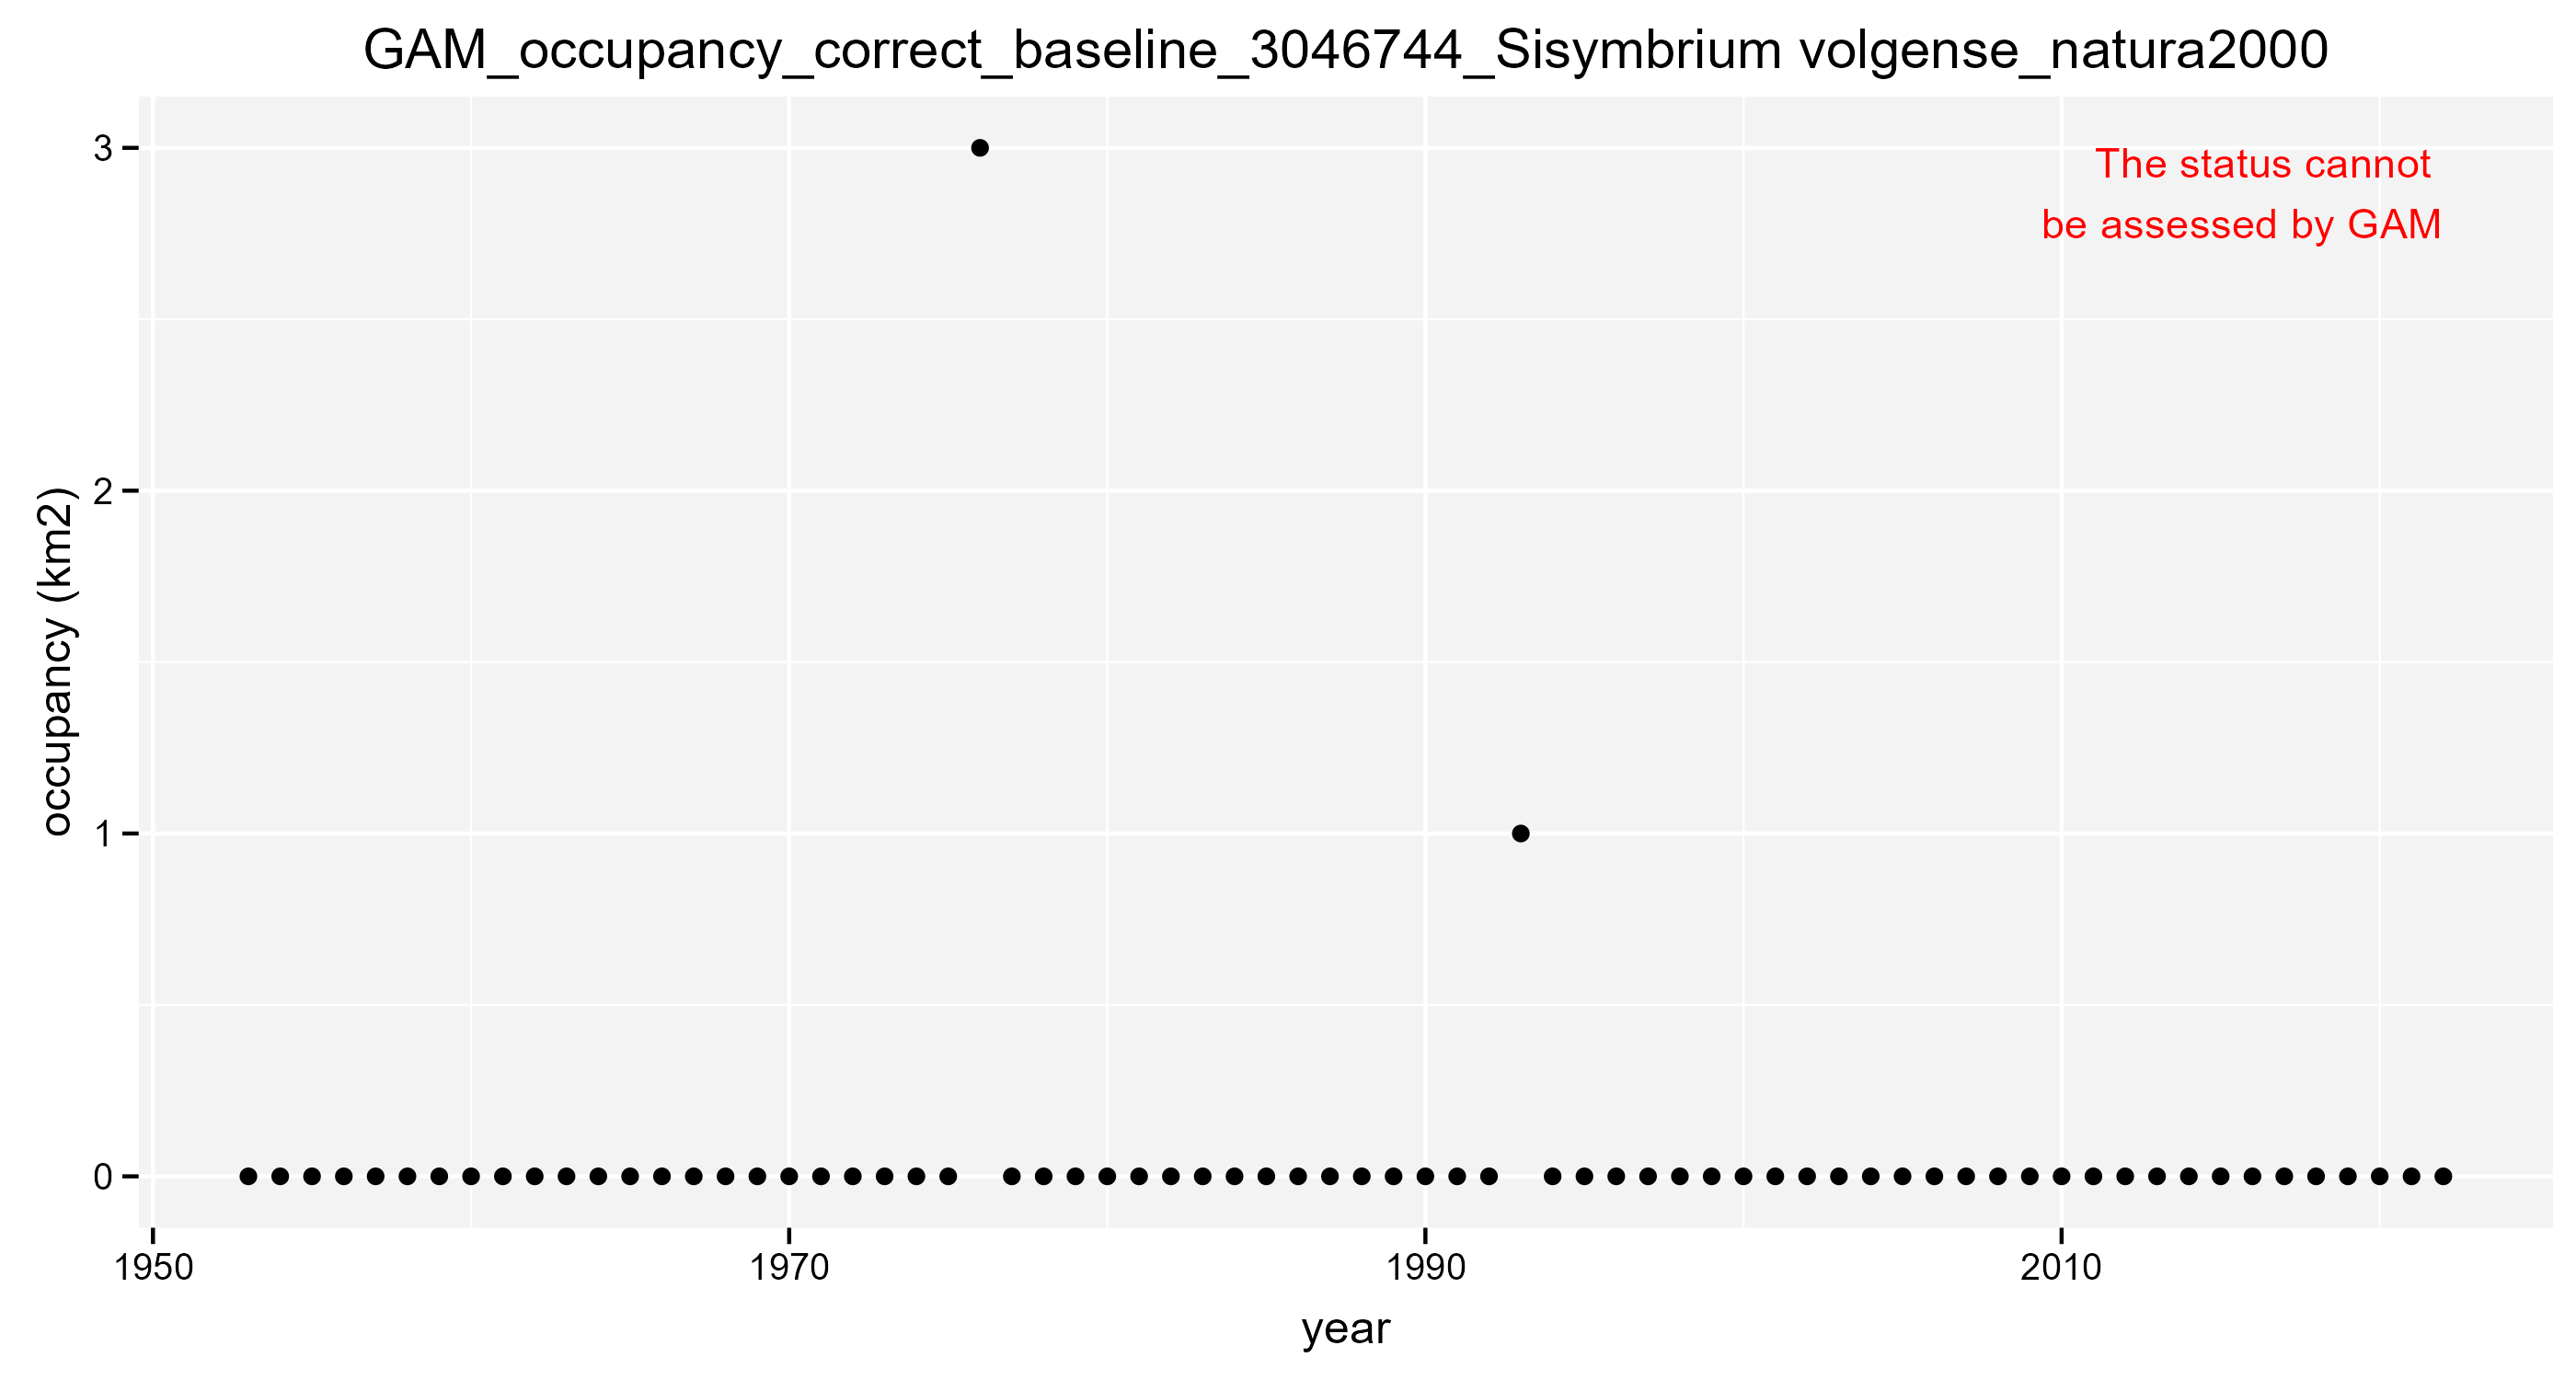 GAM_occupancy_correct_baseline_3046744_Sisymbrium volgense_natura2000
The status cannot
be assessed by GAM
occupancy (km2)
3
2
1
0
1950
1970
1990
2010
year